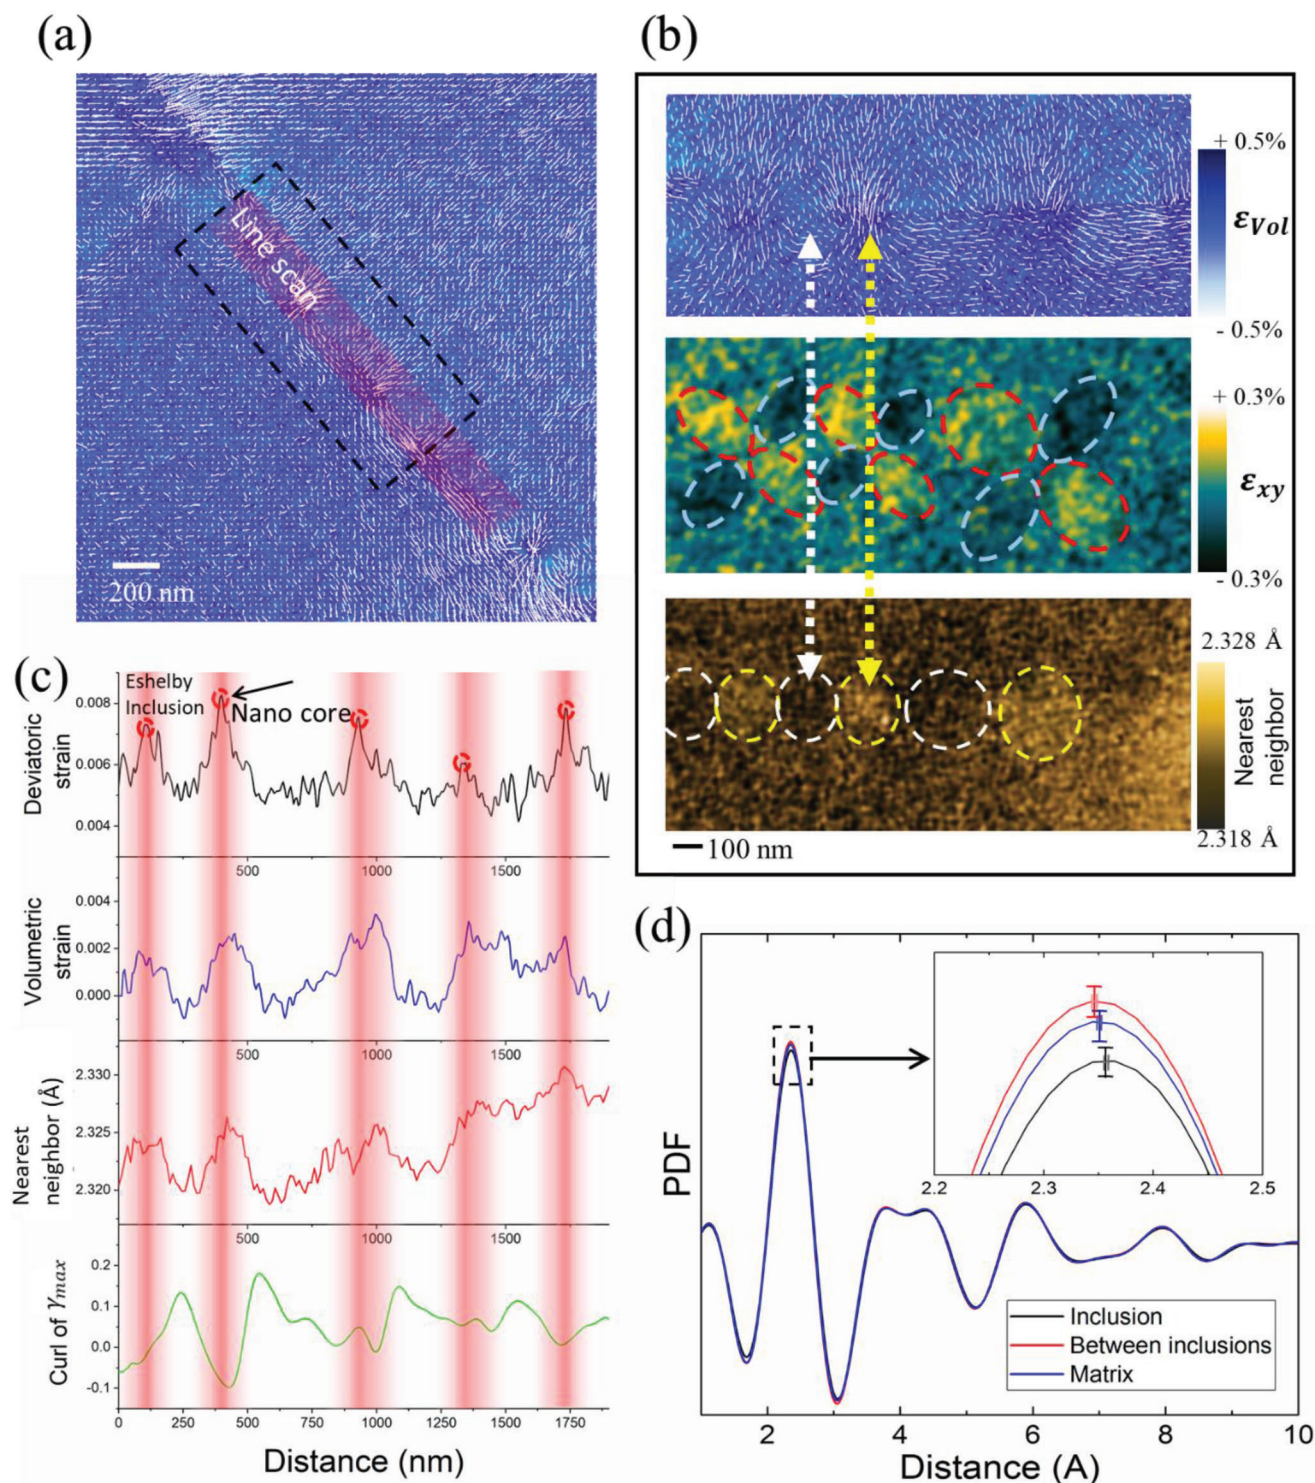 (a)
Line scan
200 nm
(b)
+ 0.5%
εVol
- 0.5%
+ 0.3%
εxy
- 0.3%
2.328 Å
Nearest
neighbor
2.318 Å
100 nm
(c)
Eshelby
Inclusion
Nano core
0.008
0.006
0.004
Deviatoric
strain
500
1000
1500
0.004
0.002
0.000
Volumetric
strain
500
1000
1500
2.330
2.325
2.320
Nearest
neighbor (Å)
500
1000
1500
0.2
0.1
0.0
-0.1
Curl of γmax
0
250
500
750
1000
1250
1500
1750
Distance (nm)
(d)
PDF
2.2
2.3
2.4
2.5
Inclusion
Between inclusions
Matrix
2
4
6
8
10
Distance (A)